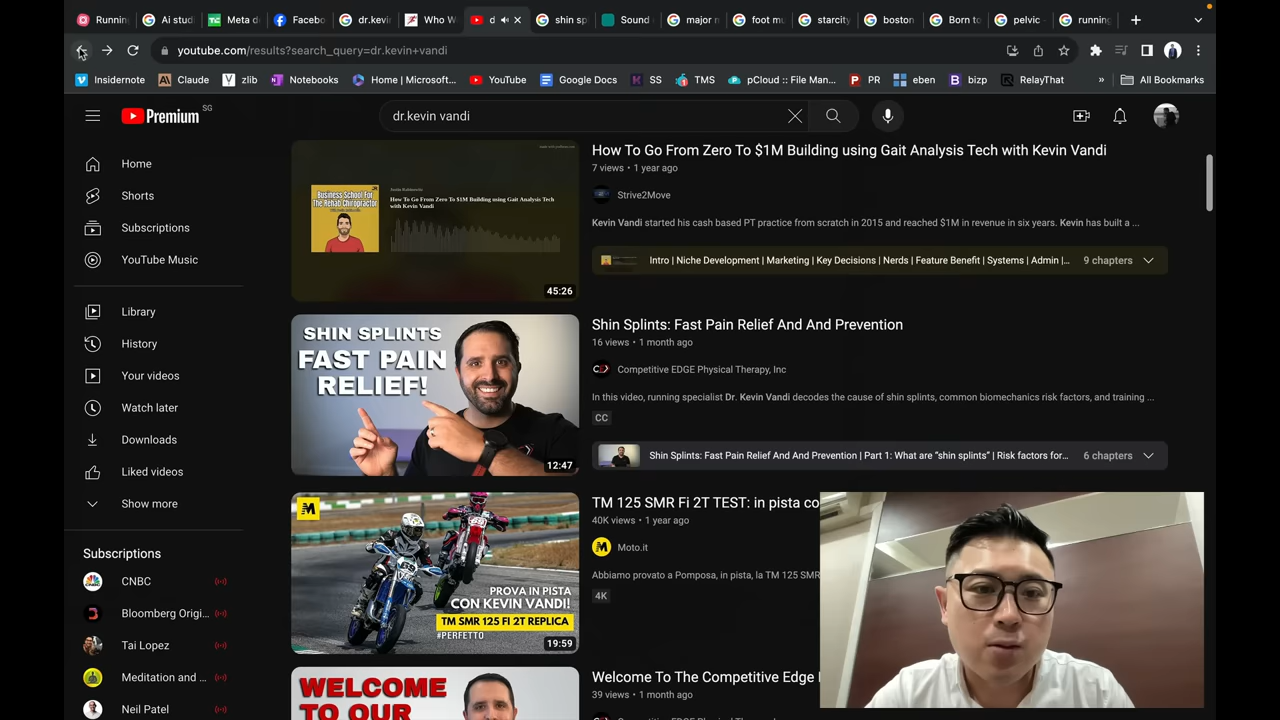 Running
Ai studi
Meta d
Facebo
dr.kevin
Who W
d
shin sp
Sound
major n
foot mu
starcity
boston
Born to
pelvic
running
youtube.com/results?search_query=dr.kevin+vandi
Insidernote
Claude
zlib
Notebooks
Home | Microsoft...
YouTube
Google Docs
SS
TMS
pCloud :: File Man...
PR
eben
bizp
RelayThat
»
All Bookmarks
Premium SG
dr.kevin vandi
Home
Shorts
Subscriptions
YouTube Music
Library
History
Your videos
Watch later
Downloads
Liked videos
Show more
Subscriptions
CNBC
Bloomberg Origi...
Tai Lopez
Meditation and ...
Neil Patel
Business School For
The Rehab Chiropractor
How To Go From Zero To $1M Building using Gait Analysis Tech
with Kevin Vandi
45:26
How To Go From Zero To $1M Building using Gait Analysis Tech with Kevin Vandi
7 views • 1 year ago
Strive2Move
Kevin Vandi started his cash based PT practice from scratch in 2015 and reached $1M in revenue in six years. Kevin has built a ...
Intro | Niche Development | Marketing | Key Decisions | Nerds | Feature Benefit | Systems | Admin |...
9 chapters
SHIN SPLINTS
FAST PAIN
RELIEF!
12:47
Shin Splints: Fast Pain Relief And And Prevention
16 views • 1 month ago
Competitive EDGE Physical Therapy, Inc
In this video, running specialist Dr. Kevin Vandi decodes the cause of shin splints, common biomechanics risk factors, and training ...
CC
Shin Splints: Fast Pain Relief And And Prevention | Part 1: What are “shin splints” | Risk factors for...
6 chapters
M
PROVA IN PISTA
CON KEVIN VANDI!
TM SMR 125 FI 2T REPLICA
#PERFETTO
19:59
TM 125 SMR Fi 2T TEST: in pista co
40K views • 1 year ago
M
Moto.it
Abbiamo provato a Pomposa, in pista, la TM 125 SMR
4K
WELCOME
TO OUR
Welcome To The Competitive Edge
39 views • 1 month ago